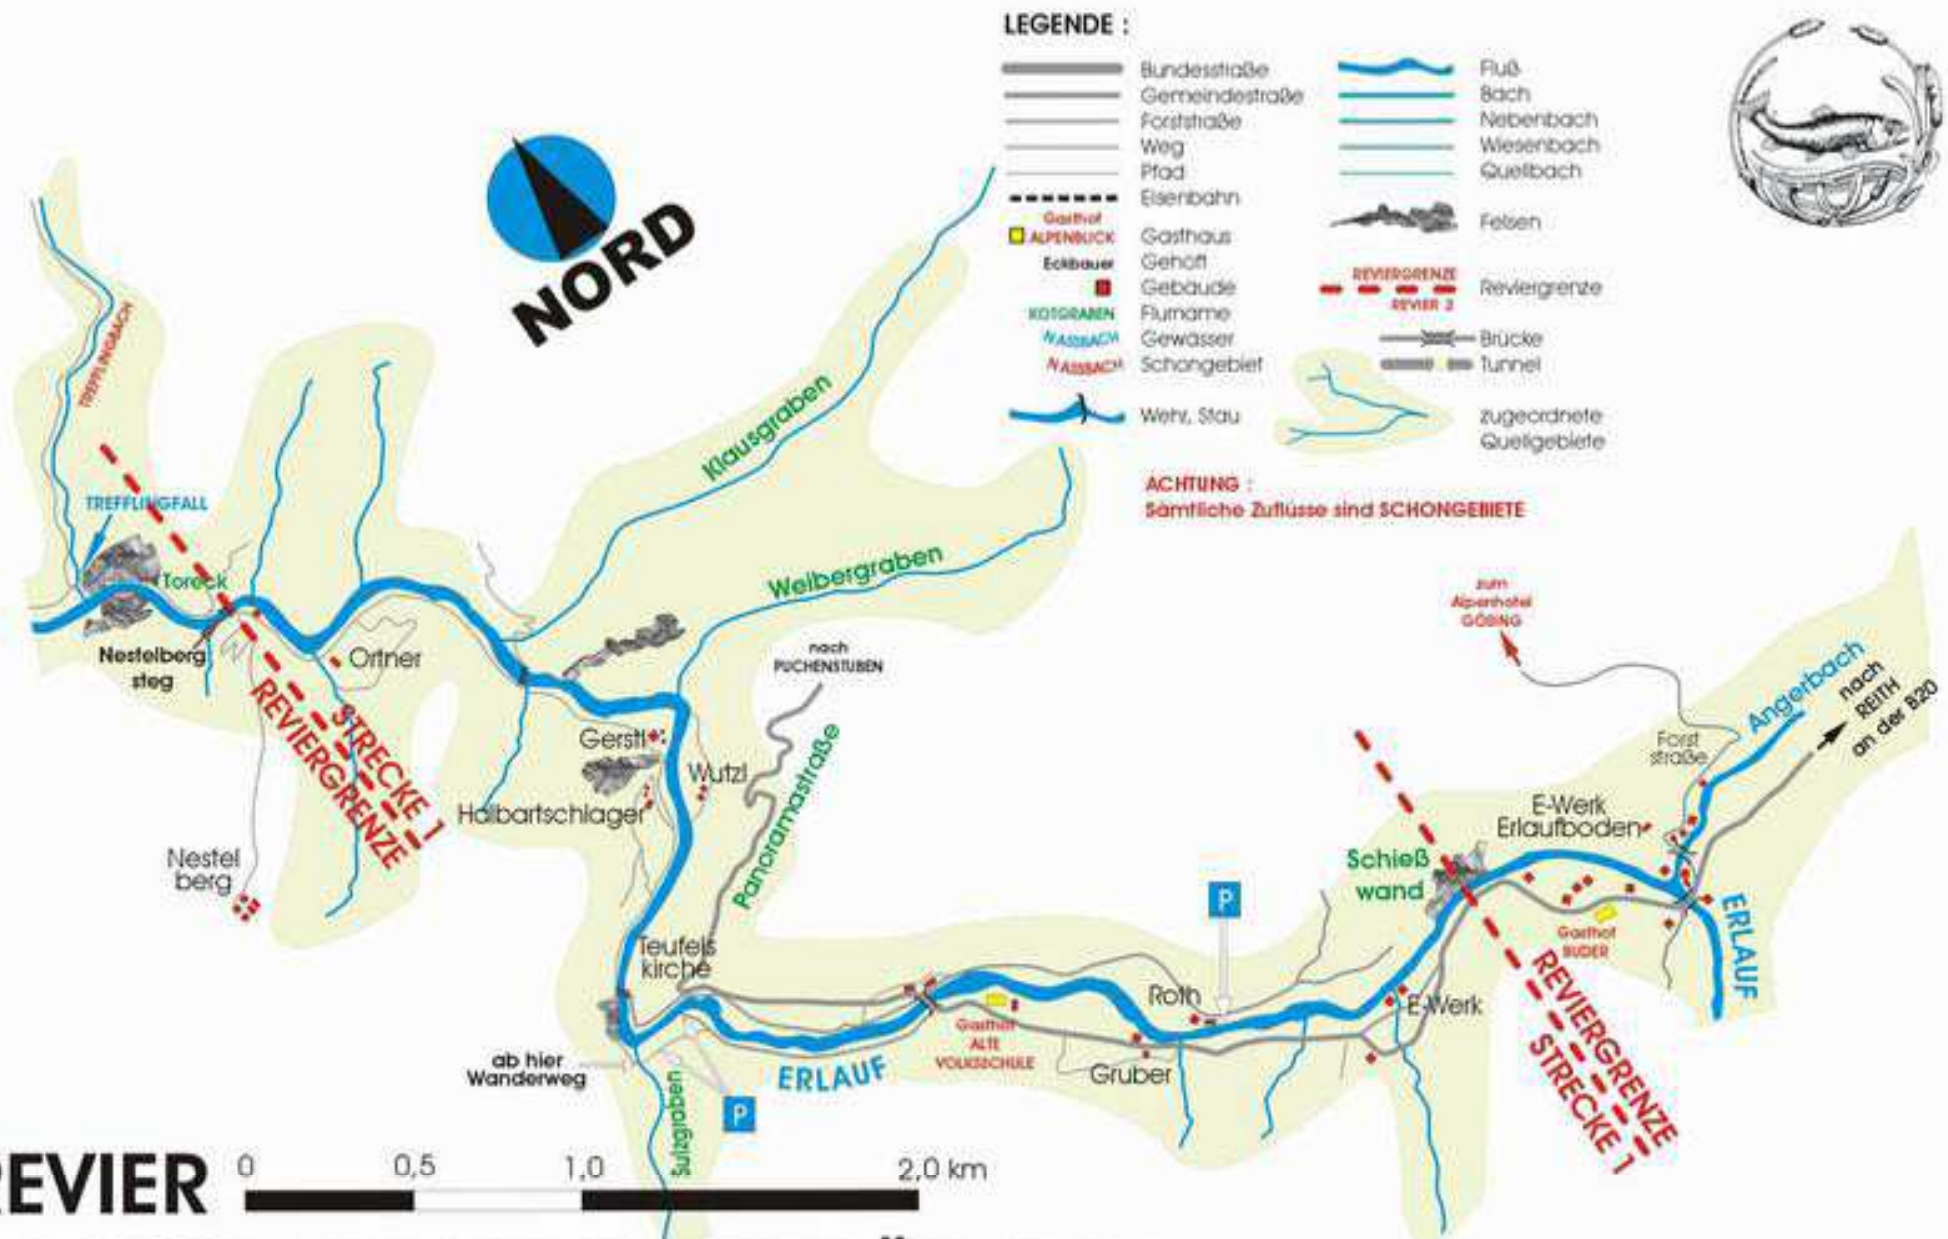 LEGENDE :
Bundesstraße
Gemeindestraße
Forststraße
Weg
Pfad
Eisenbahn
Gasthof
ALPENBLICK
Gasthaus
Eckbauer
Gehöft
Gebäude
KOTGRABEN
Flurname
NASSBACH
Gewässer
NASSBACH
Schongebiet
Wehr, Stau
Fluß
Bach
Nebenbach
Wiesenbach
Quellbach
Felsen
REVIERGRENZE
REVIER 2
Reviergrenze
Brücke
Tunnel
zugeordnete
Quellgebiete
ACHTUNG :
Sämtliche Zuflüsse sind SCHONGEBIETE
NORD
TREFFLINGBACH
TREFFLINGFALL
Toreck
Nestelberg
steg
Ortner
STRECKE 1
REVIERGRENZE
Nestel
berg
Klausgraben
Weibergraben
nach
PUCHENSTUBEN
Gerstl
Wutzl
Halbartschlager
Panoramastraße
Teufels
kirche
ab hier
Wanderweg
Sulzgraben
P
ERLAUF
Gasthof
ALTE
VOLKSSCHULE
Gruber
Roth
P
E-Werk
Schieß
wand
zum
Alpenhotel
GÖSING
Forst
straße
Angerbach
nach
REITH
an der B20
E-Werk
Erlaufboden
Gasthof
BUDER
ERLAUF
REVIERGRENZE
STRECKE 1
REVIER
0 0,5 1,0 2,0 km